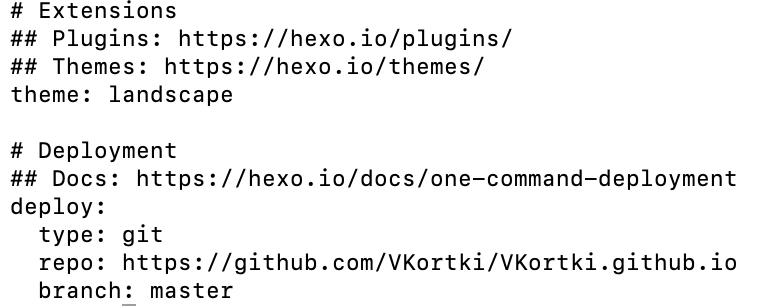 # Extensions
## Plugins: https://hexo.io/plugins/
## Themes: https://hexo.io/themes/
theme: landscape

# Deployment
## Docs: https://hexo.io/docs/one-command-deployment
deploy:
  type: git
  repo: https://github.com/VKortki/VKortki.github.io
  branch: master